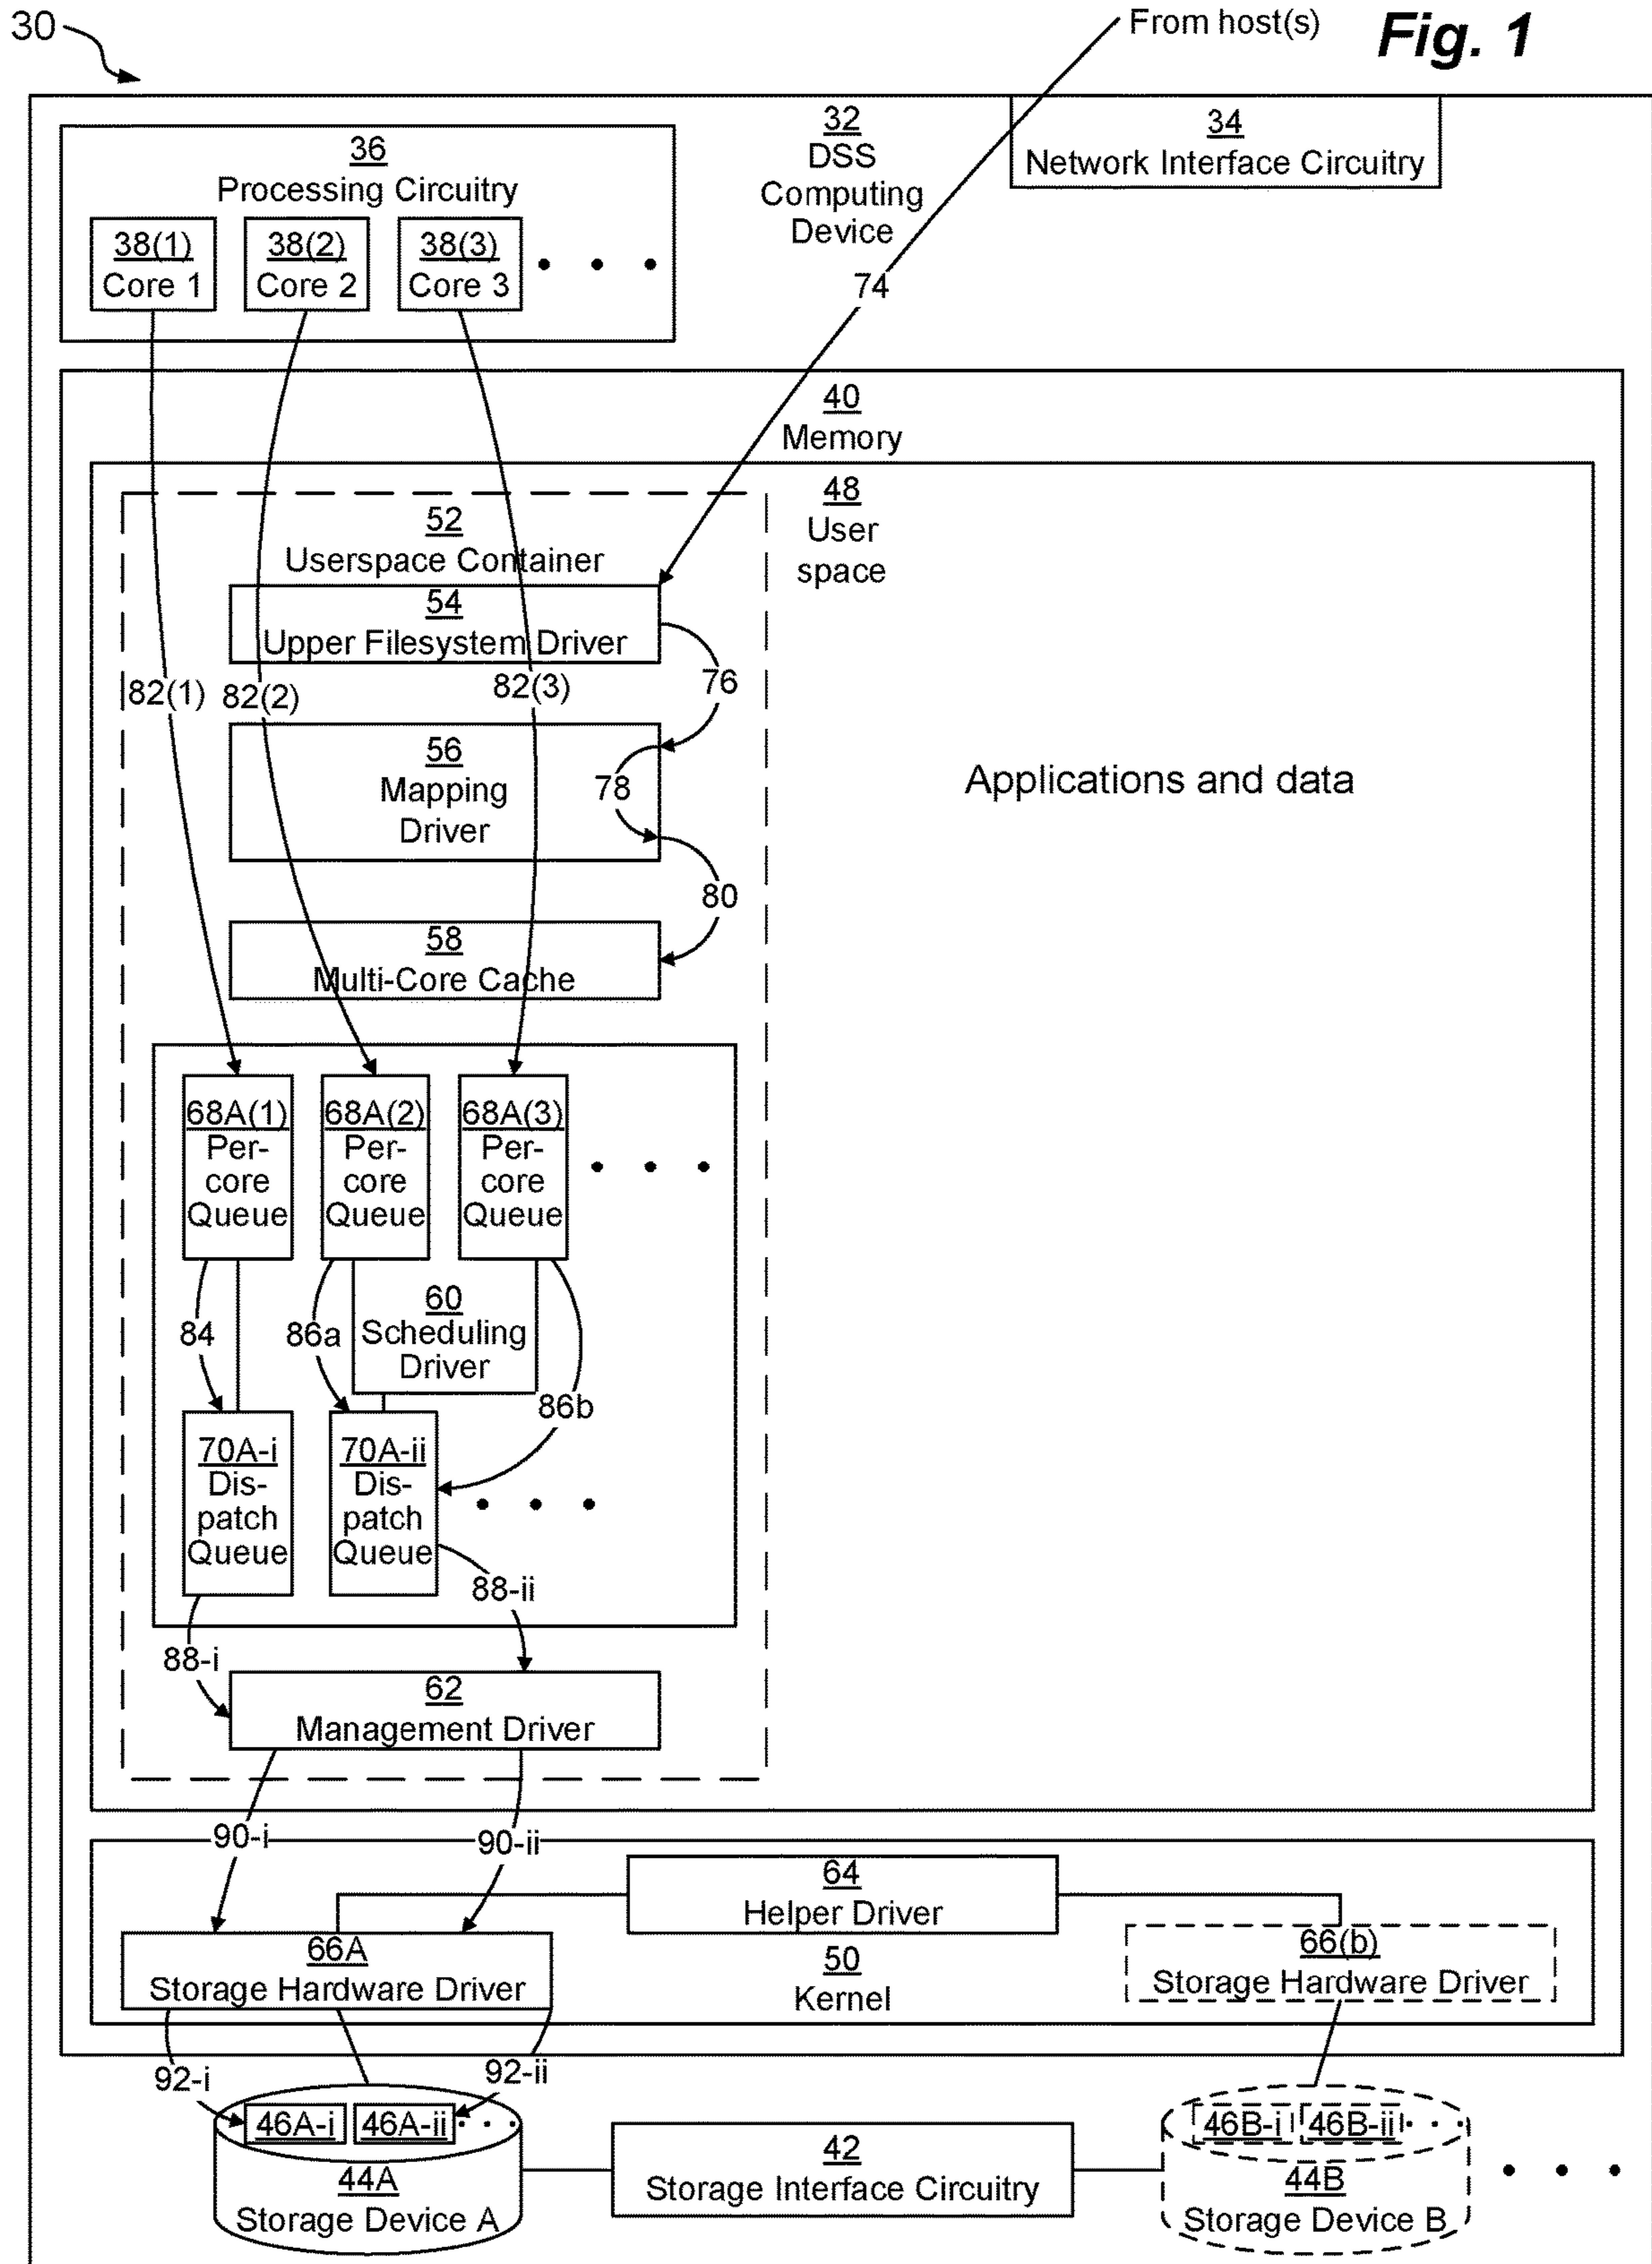 30
From host(s)
Fig. 1
36
Processing Circuitry
38(1)
Core 1
38(2)
Core 2
38(3)
Core 3
32
DSS
Computing
Device
34
Network Interface Circuitry
74
40
Memory
48
User
space
52
Userspace Container
54
Upper Filesystem Driver
76
82(1)
82(2)
82(3)
56
Mapping
Driver
78
Applications and data
80
58
Multi-Core Cache
68A(1)
Per-
core
Queue
68A(2)
Per-
core
Queue
68A(3)
Per-
core
Queue
84
86a
60
Scheduling
Driver
86b
70A-i
Dis-
patch
Queue
70A-ii
Dis-
patch
Queue
88-ii
88-i
62
Management Driver
90-i
90-ii
64
Helper Driver
66A
Storage Hardware Driver
50
Kernel
66(b)
Storage Hardware Driver
92-i
92-ii
46A-i
46A-ii
44A
Storage Device A
42
Storage Interface Circuitry
46B-i
46B-ii
44B
Storage Device B